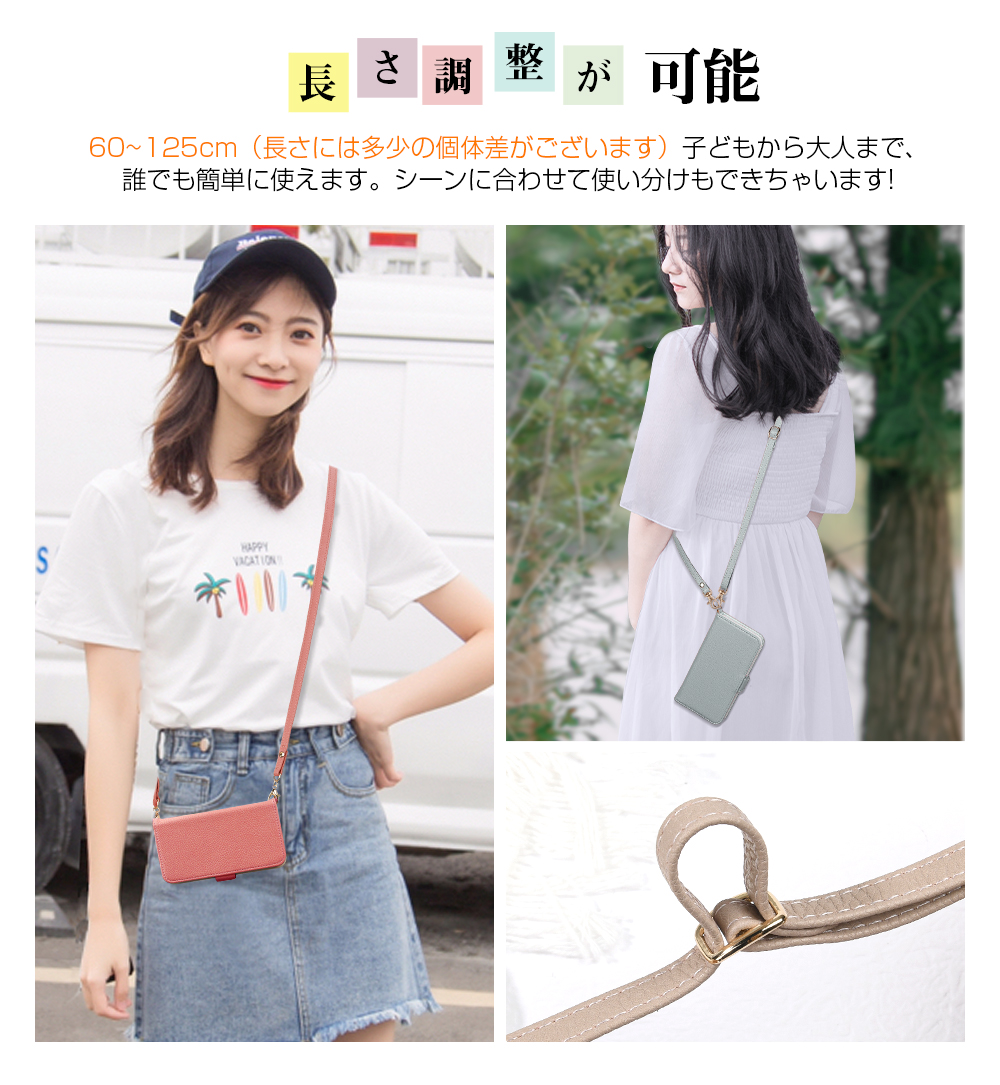 長さ調整が可能
60~125cm（長さには多少の個体差がございます）子どもから大人まで、
誰でも簡単に使えます。シーンに合わせて使い分けもできちゃいます!
HAPPY
VACATION!!
S